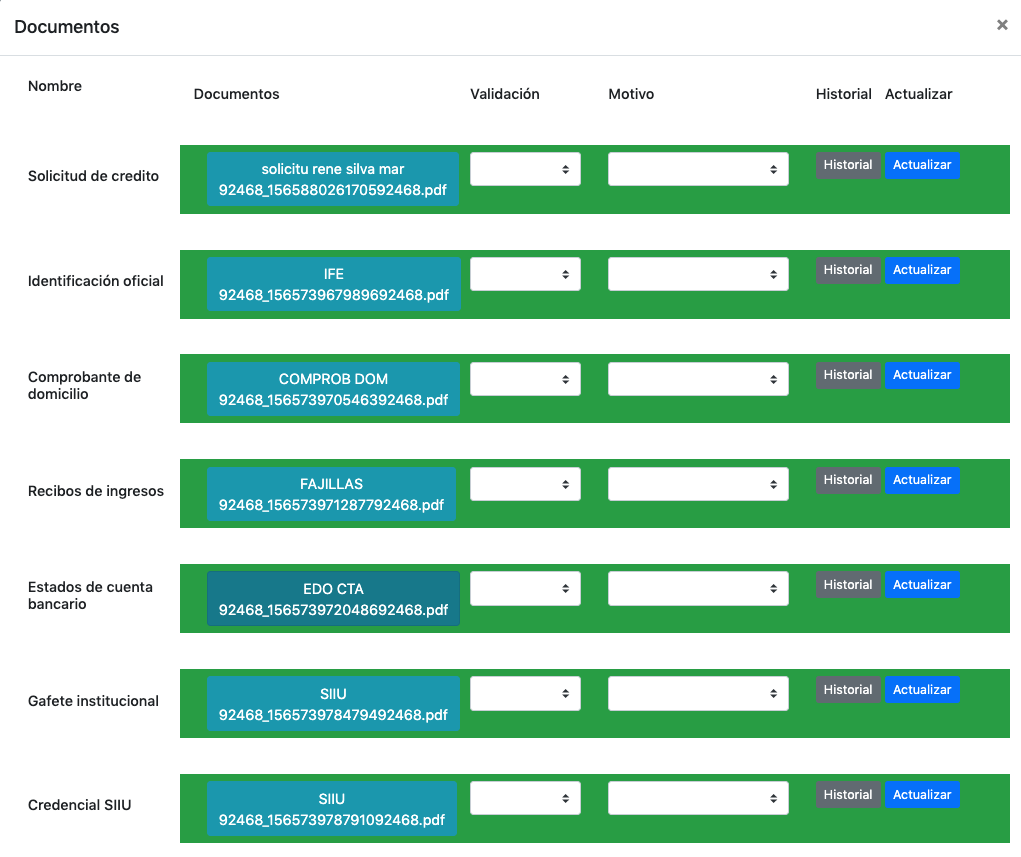 Documentos
×
Nombre
Documentos
Validación
Motivo
Historial
Actualizar
Solicitud de credito
solicitu rene silva mar
92468_156588026170592468.pdf
Historial
Actualizar
Identificación oficial
IFE
92468_156573967989692468.pdf
Historial
Actualizar
Comprobante de
domicilio
COMPROB DOM
92468_156573970546392468.pdf
Historial
Actualizar
Recibos de ingresos
FAJILLAS
92468_156573971287792468.pdf
Historial
Actualizar
Estados de cuenta
bancario
EDO CTA
92468_156573972048692468.pdf
Historial
Actualizar
Gafete institucional
SIIU
92468_156573978479492468.pdf
Historial
Actualizar
Credencial SIIU
SIIU
92468_156573978791092468.pdf
Historial
Actualizar